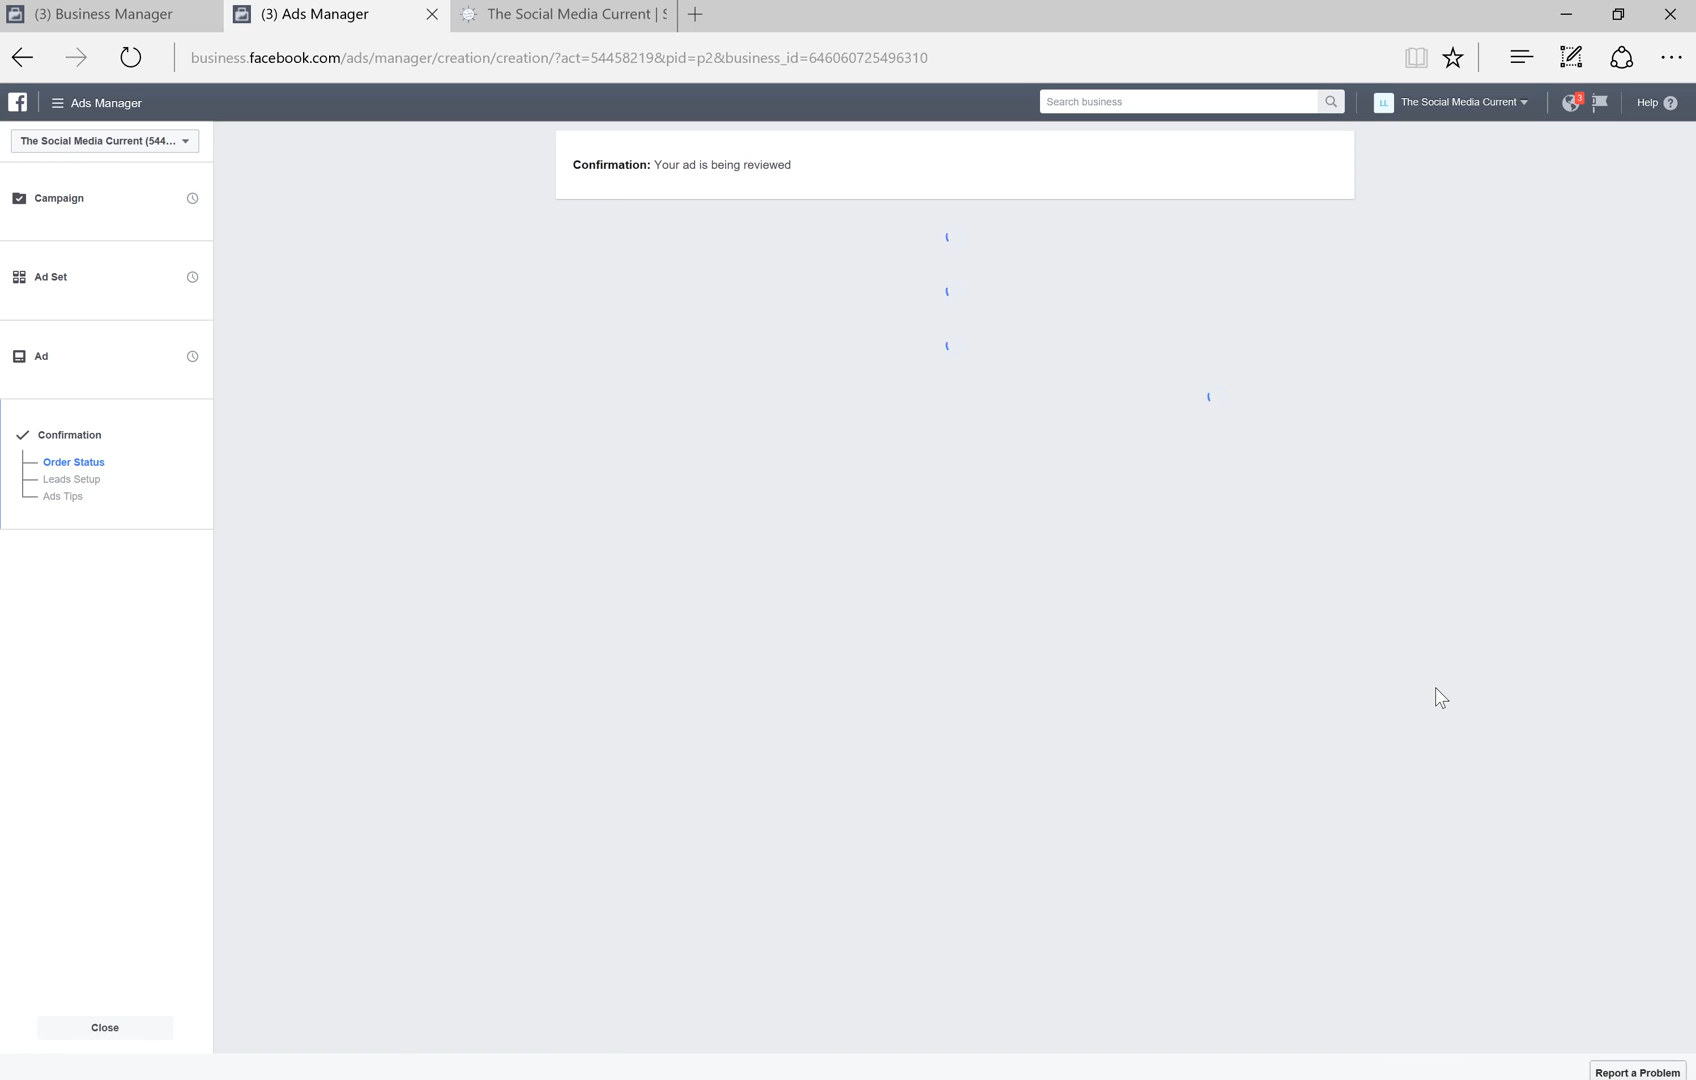 (3) Business Manager
(3) Ads Manager
The Social Media Current | S
business.facebook.com/ads/manager/creation/creation/?act=54458219&pid=p2&business_id=646060725496310
Ads Manager
Search business
LL
The Social Media Current
3
Help ?
The Social Media Current (544...
Confirmation: Your ad is being reviewed
Campaign
Ad Set
Ad
Confirmation
Order Status
Leads Setup
Ads Tips
Close
Report a Problem